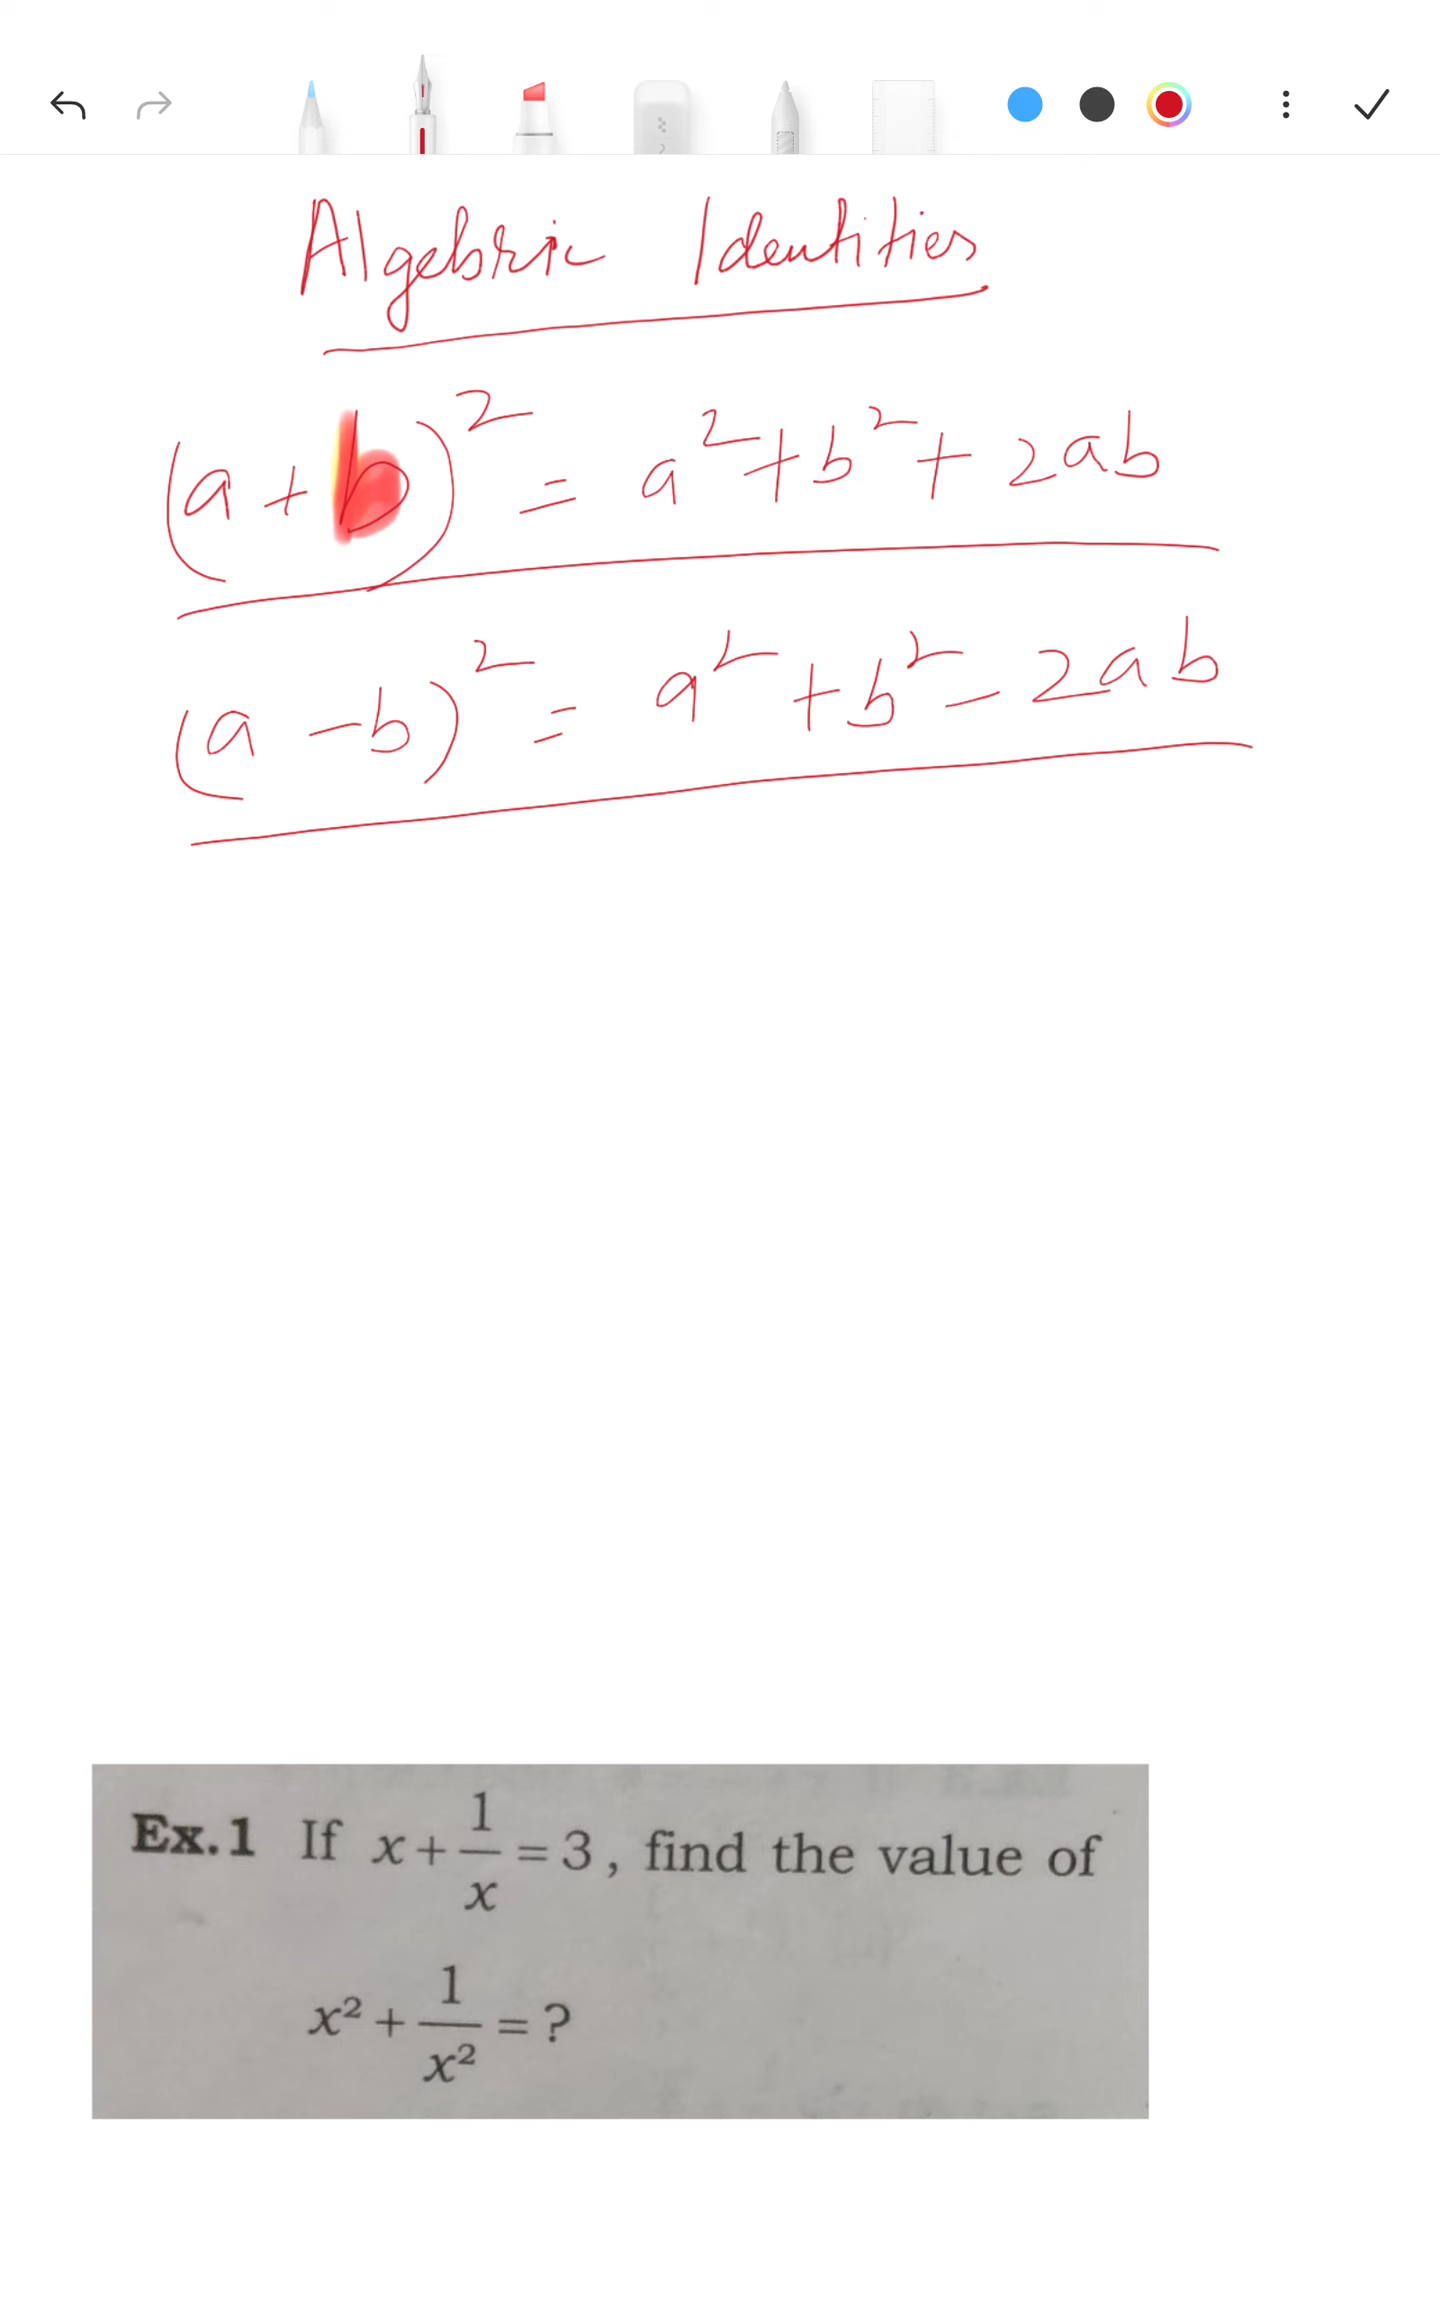 Algebric Identities
(a + b)² = a² + b² + 2ab
(a - b)² = a² + b² - 2ab
Ex.1 If x + 1/x = 3, find the value of
x² + 1/x² = ?